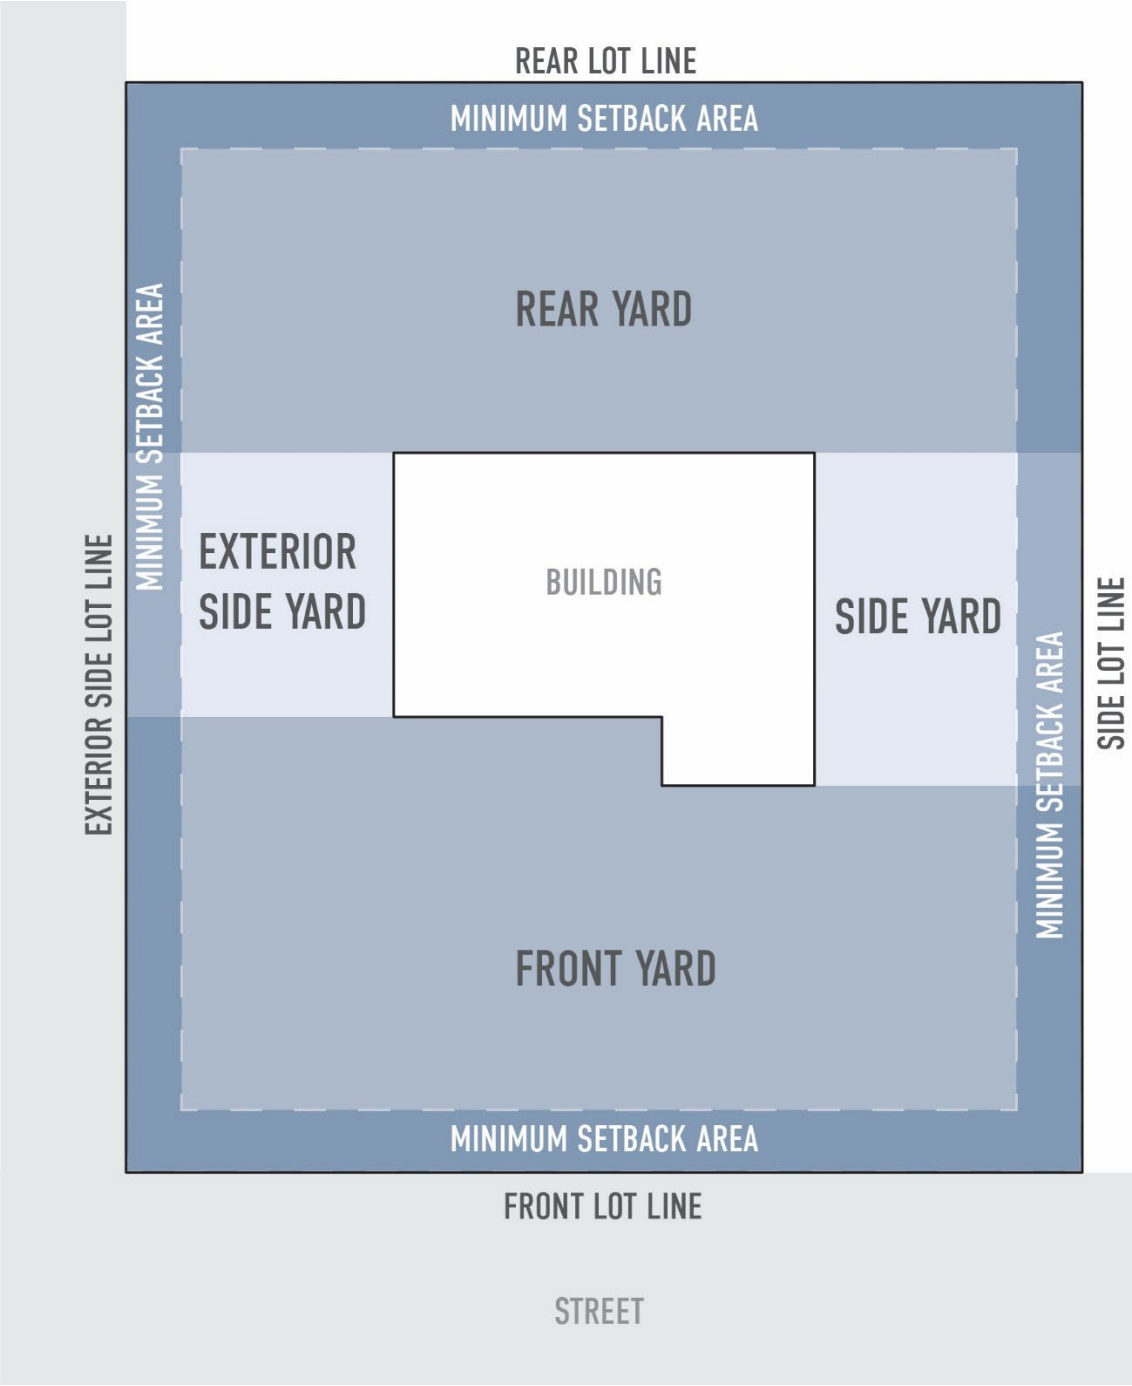 REAR LOT LINE
MINIMUM SETBACK AREA
REAR YARD
MINIMUM SETBACK AREA
EXTERIOR SIDE LOT LINE
EXTERIOR
SIDE YARD
BUILDING
SIDE YARD
SIDE LOT LINE
MINIMUM SETBACK AREA
FRONT YARD
MINIMUM SETBACK AREA
FRONT LOT LINE
STREET